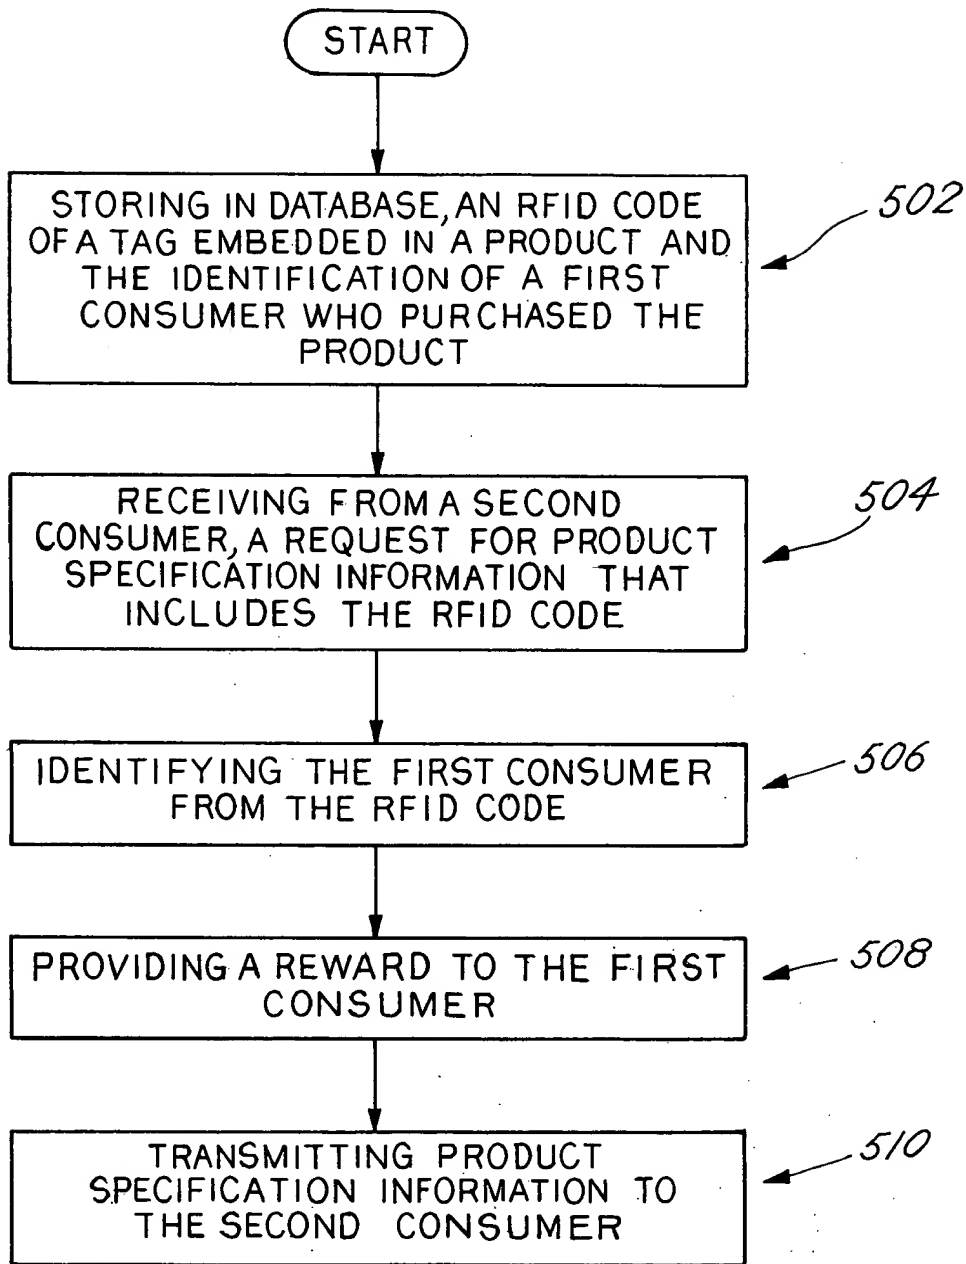 START
STORING IN DATABASE, AN RFID CODE
OF A TAG EMBEDDED IN A PRODUCT AND
THE IDENTIFICATION OF A FIRST
CONSUMER WHO PURCHASED THE
PRODUCT
502
RECEIVING FROM A SECOND
CONSUMER, A REQUEST FOR PRODUCT
SPECIFICATION INFORMATION THAT
INCLUDES THE RFID CODE
504
IDENTIFYING THE FIRST CONSUMER
FROM THE RFID CODE
506
PROVIDING A REWARD TO THE FIRST
CONSUMER
508
TRANSMITTING PRODUCT
SPECIFICATION INFORMATION TO
THE SECOND CONSUMER
510